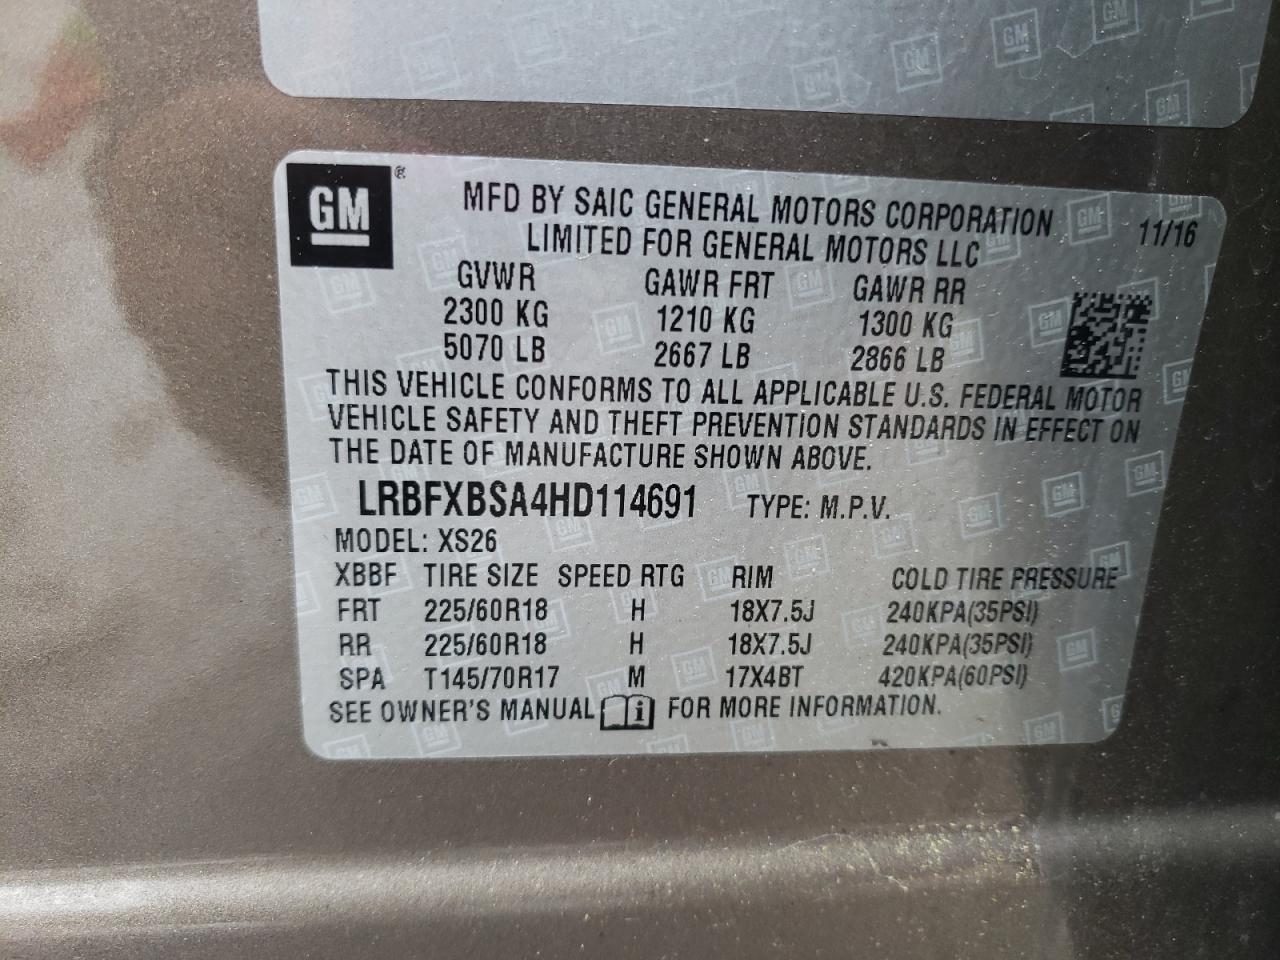 GM ®
MFD BY SAIC GENERAL MOTORS CORPORATION 11/16
LIMITED FOR GENERAL MOTORS LLC
GVWR GAWR FRT GAWR RR
2300 KG 1210 KG 1300 KG
5070 LB 2667 LB 2866 LB
THIS VEHICLE CONFORMS TO ALL APPLICABLE U.S. FEDERAL MOTOR
VEHICLE SAFETY AND THEFT PREVENTION STANDARDS IN EFFECT ON
THE DATE OF MANUFACTURE SHOWN ABOVE.
LRBFXBSA4HD114691 TYPE: M.P.V.
MODEL: XS26
XBBF TIRE SIZE SPEED RTG RIM COLD TIRE PRESSURE
FRT 225/60R18 H 18X7.5J 240KPA(35PSI)
RR 225/60R18 H 18X7.5J 240KPA(35PSI)
SPA T145/70R17 M 17X4BT 420KPA(60PSI)
SEE OWNER'S MANUAL i FOR MORE INFORMATION.